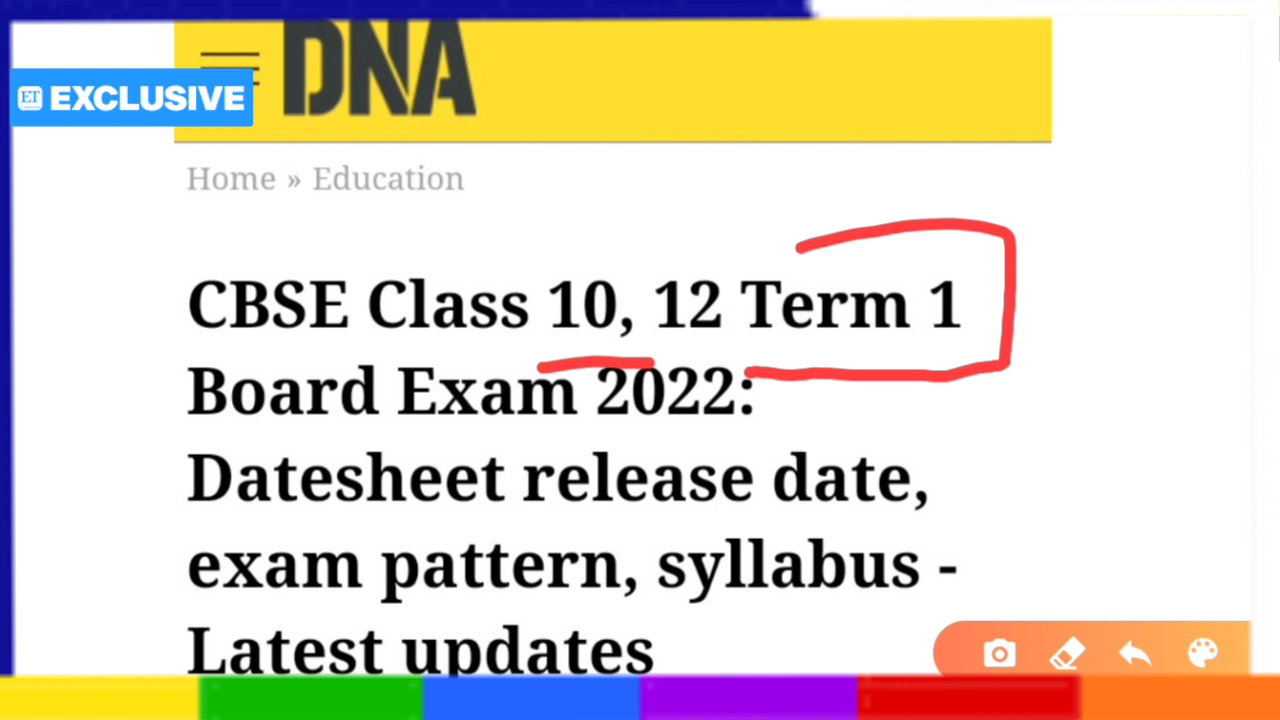 DNA
ET EXCLUSIVE
Home » Education
CBSE Class 10, 12 Term 1
Board Exam 2022:
Datesheet release date,
exam pattern, syllabus -
Latest updates